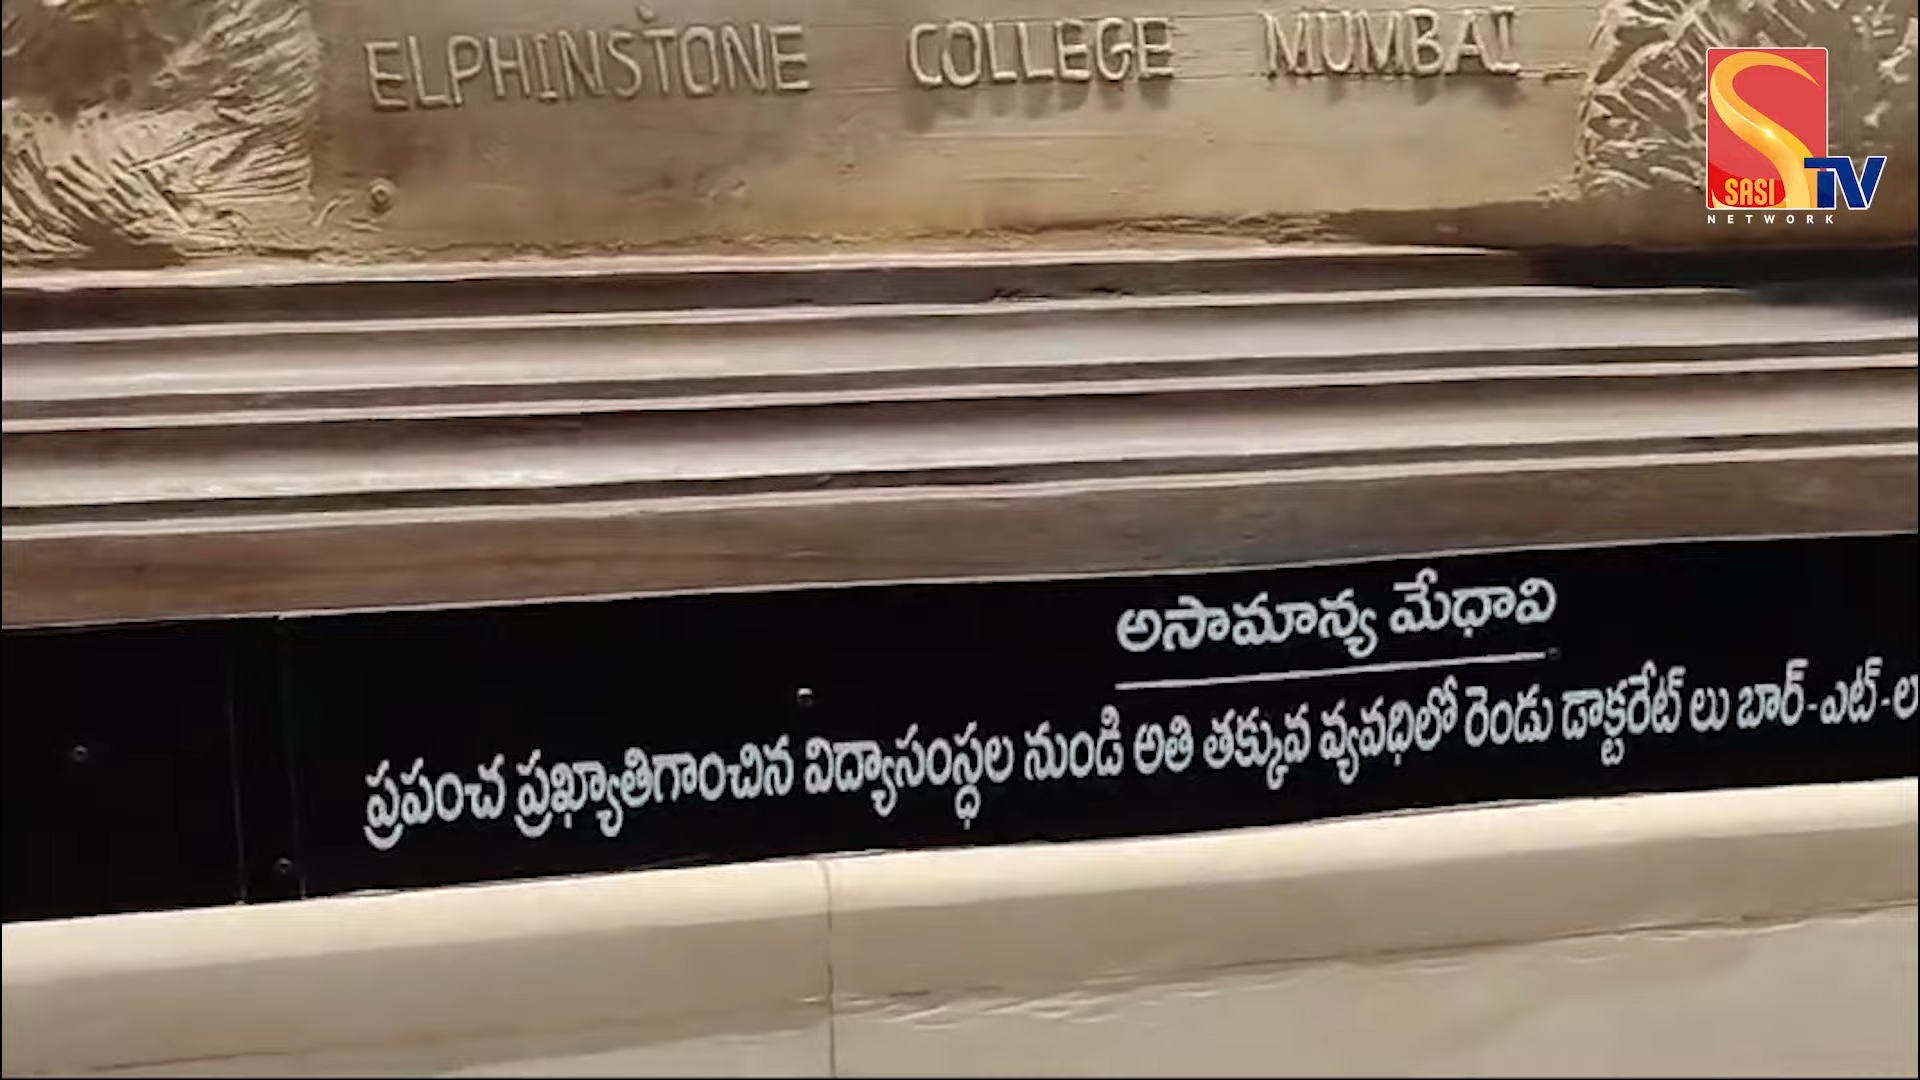 ELPHINSTONE COLLEGE MUMBAI
SASI TV
NETWORK
అసామాన్య మేధావి
ప్రపంచ ప్రఖ్యాతిగాంచిన విద్యాసంస్థల నుండి అతి తక్కువ వ్యవధిలో రెండు డాక్టరేట్ లు బార్-ఎట్-ల